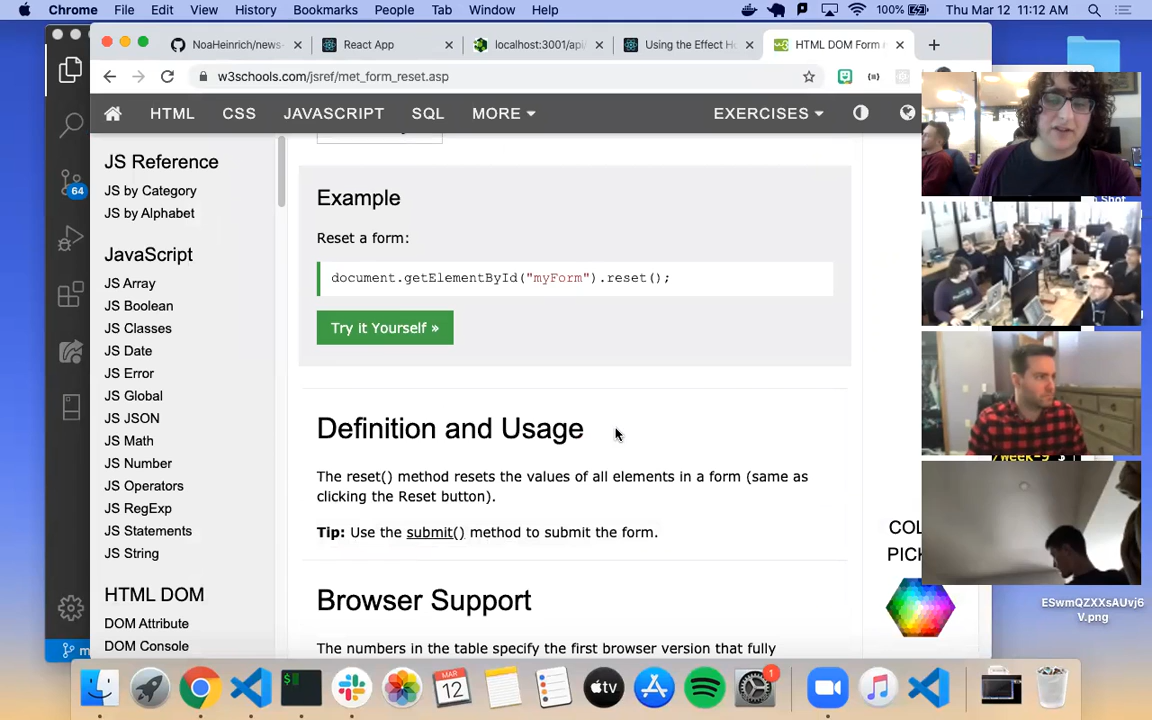 Chrome File Edit View History Bookmarks People Tab Window Help 100% Thu Mar 12 11:12 AM
NoaHeinrich/news- React App localhost:3001/api/ Using the Effect H HTML DOM Form
w3schools.com/jsref/met_form_reset.asp
HTML CSS JAVASCRIPT SQL MORE EXERCISES
JS Reference
JS by Category
JS by Alphabet
JavaScript
JS Array
JS Boolean
JS Classes
JS Date
JS Error
JS Global
JS JSON
JS Math
JS Number
JS Operators
JS RegExp
JS Statements
JS String
HTML DOM
DOM Attribute
DOM Console
64
Example
Reset a form:
document.getElementById("myForm").reset();
Try it Yourself »
Definition and Usage
The reset() method resets the values of all elements in a form (same as
clicking the Reset button).
Tip: Use the submit() method to submit the form.
Browser Support
The numbers in the table specify the first browser version that fully
COL
PICK
Shot
/week-9 $
ESwmQZXXsAUvj6
V.png
MAR
12
tv
1